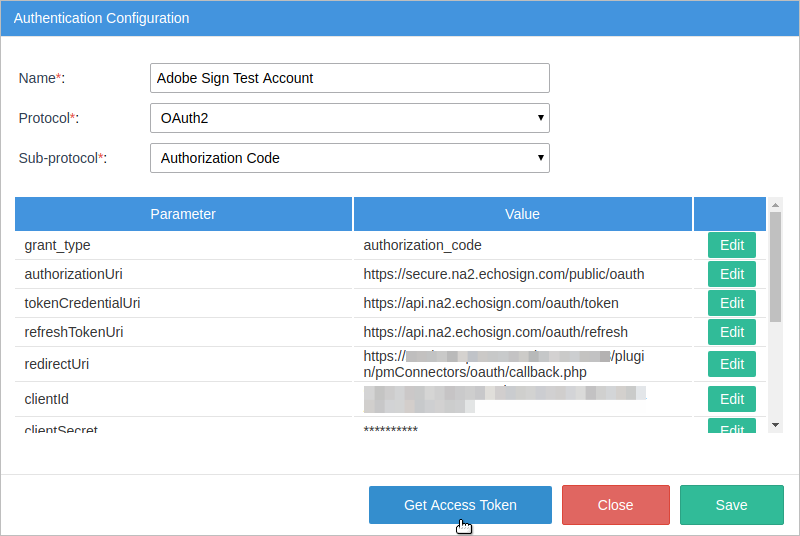 Authentication Configuration
Name*:
Adobe Sign Test Account
Protocol*:
OAuth2
Sub-protocol*:
Authorization Code
Parameter Value
grant_type authorization_code Edit
authorizationUri https://secure.na2.echosign.com/public/oauth Edit
tokenCredentialUri https://api.na2.echosign.com/oauth/token Edit
refreshTokenUri https://api.na2.echosign.com/oauth/refresh Edit
redirectUri https:// /plugi
n/pmConnectors/oauth/callback.php Edit
clientId Edit
clientSecret ********** Edit
Get Access Token Close Save